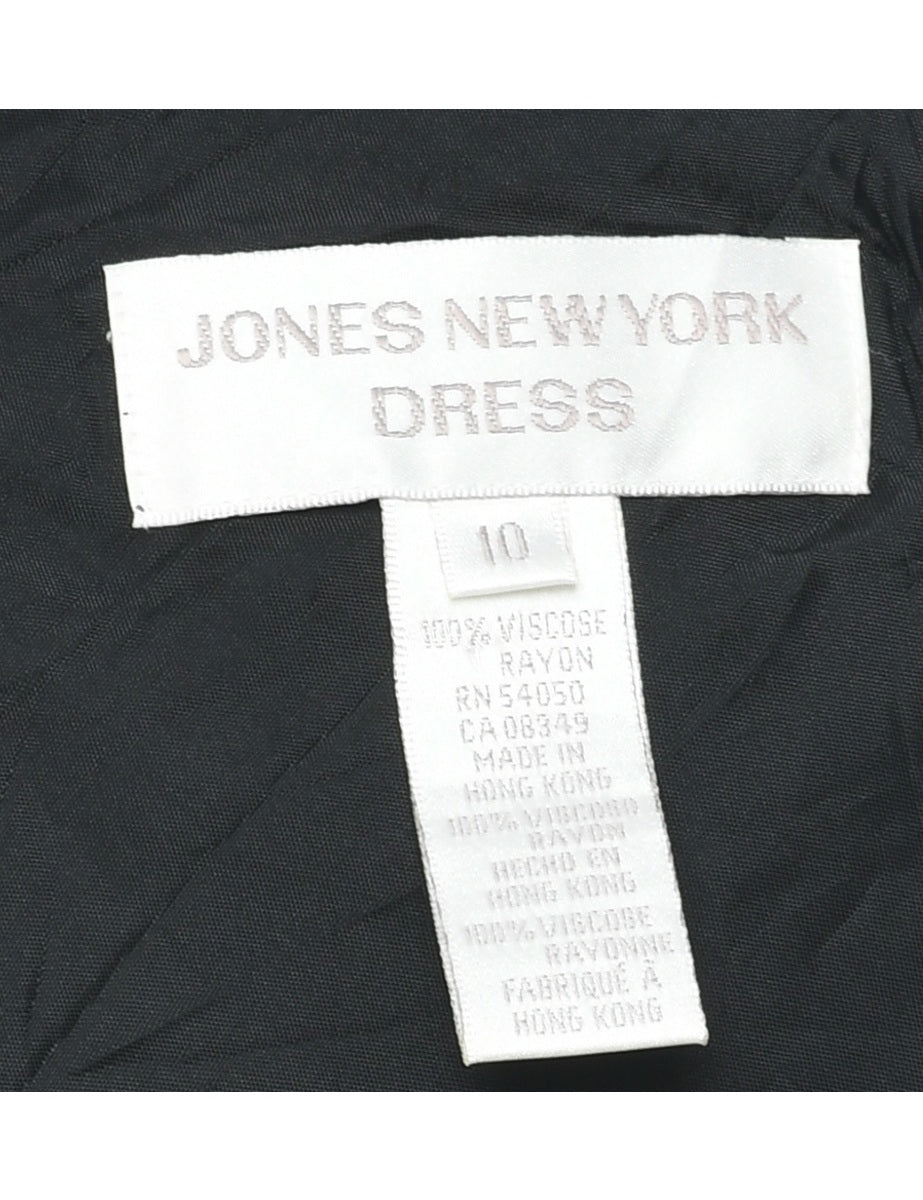 JONES NEW YORK
DRESS
10
100% VISCOSE
RAYON
RN 54050
CA 08349
MADE IN
HONG KONG
100% VISCOSO
RAYON
HECHO EN
HONG KONG
100% VISCOSE
RAYONNE
FABRIQUÉ À
HONG KONG